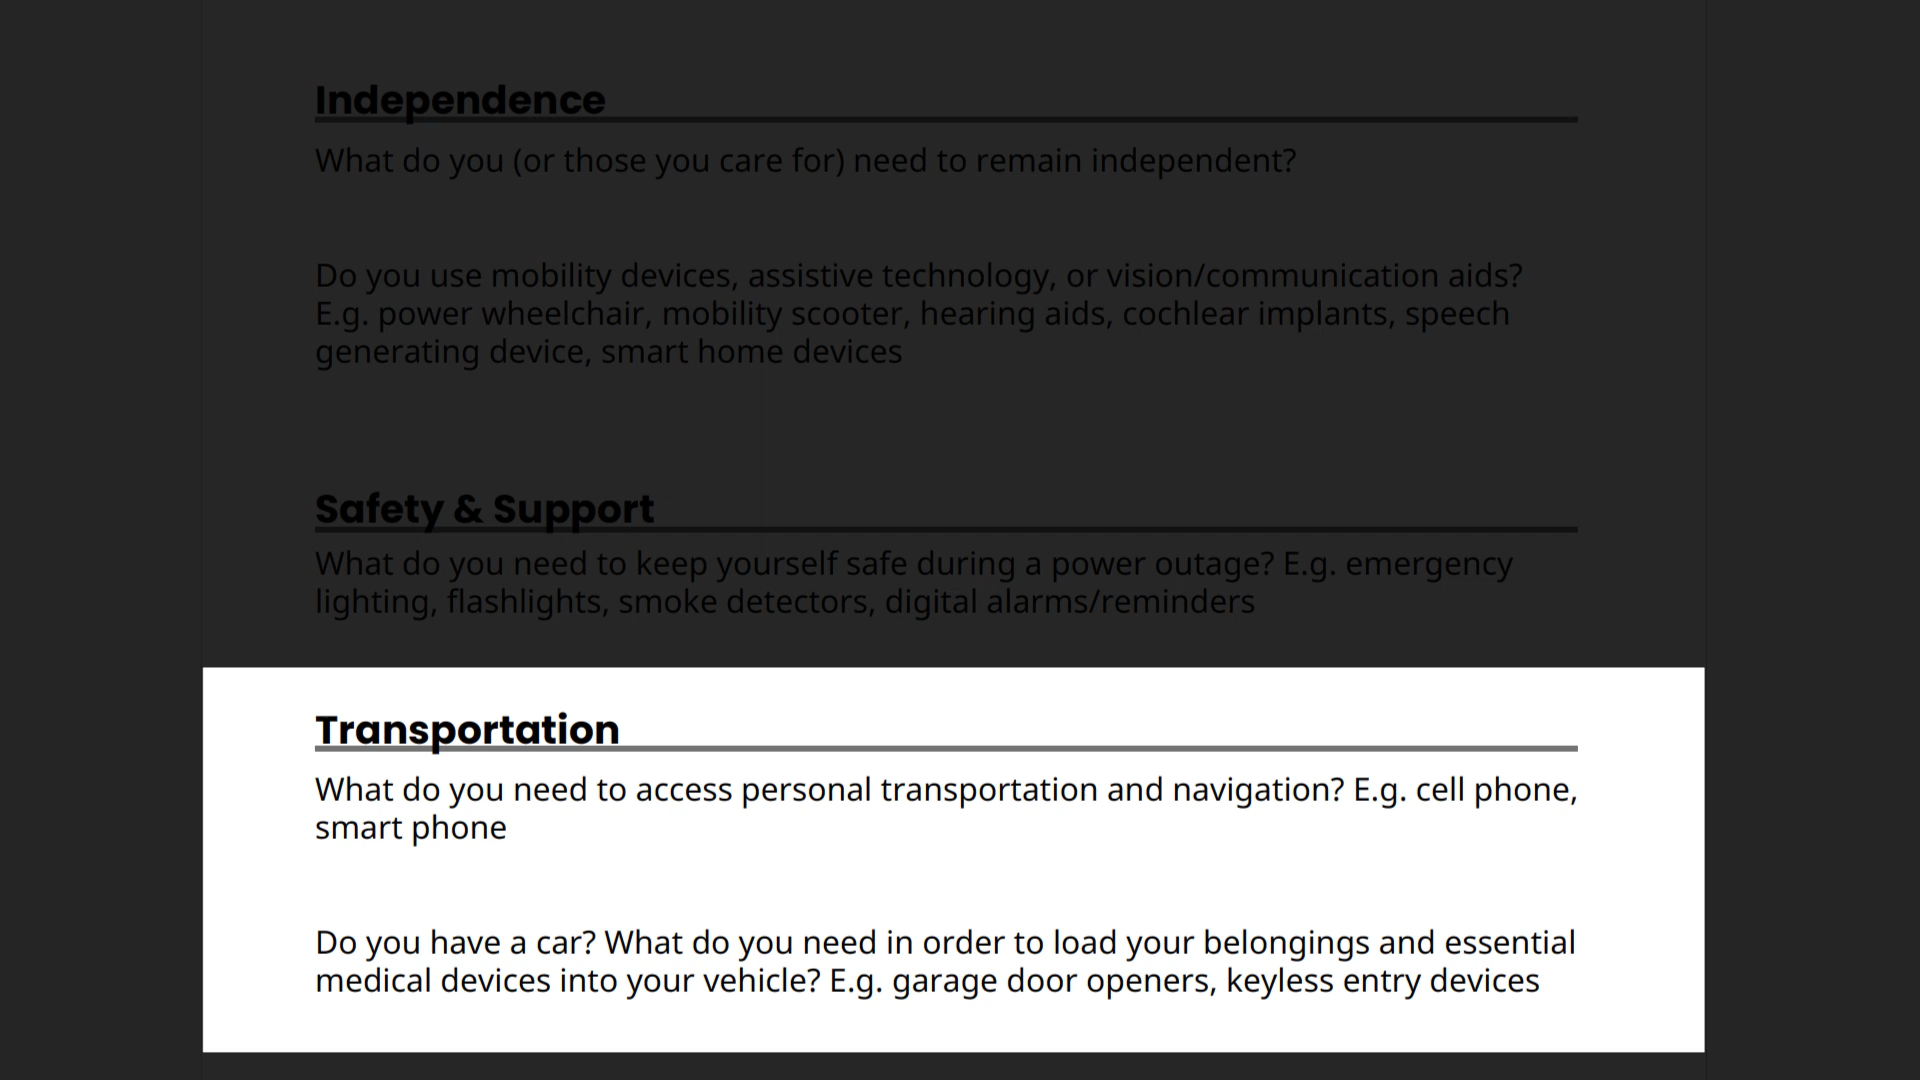 Independence
What do you (or those you care for) need to remain independent?
Do you use mobility devices, assistive technology, or vision/communication aids?
E.g. power wheelchair, mobility scooter, hearing aids, cochlear implants, speech
generating device, smart home devices
Safety & Support
What do you need to keep yourself safe during a power outage? E.g. emergency
lighting, flashlights, smoke detectors, digital alarms/reminders
Transportation
What do you need to access personal transportation and navigation? E.g. cell phone,
smart phone
Do you have a car? What do you need in order to load your belongings and essential
medical devices into your vehicle? E.g. garage door openers, keyless entry devices